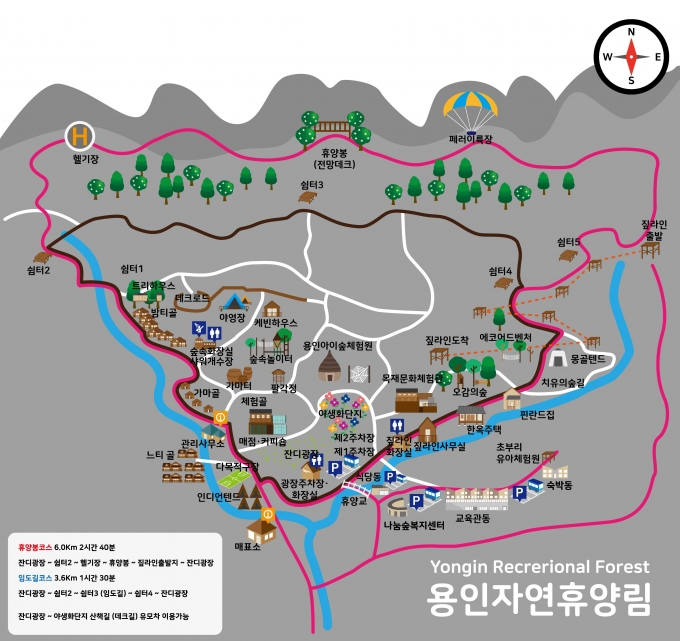 N
W E
S
H
헬기장
휴양봉
(전망데크)
페러이륙장
쉼터3
짚라인
출발
쉼터5
쉼터2
쉼터1
트리하우스
쉼터4
데크로드
밤티골
야영장
케빈하우스
숲속화장실
샤워개수장
숲속놀이터
용인아이숲체험원
짚라인도착
에코어드벤처
몽골텐트
가마터
팔각정
목재문화체험원
오감의숲
치유의숲길
가마골
체험골
야생화단지
핀란드집
관리사무소
매점·커피숍
제2주차장
짚라인
화장실
한옥주택
짚라인사무실
느티 골
잔디광장
제1주차장
초부리
유아체험원
다목적구장
P
광장주차장·
화장실
식당동
P
인디언텐트
휴양교
P
P
숙박동
나눔숲복지센터
교육관동
매표소
휴양봉코스 6.0Km 2시간 40분
잔디광장 ~ 쉼터2 ~ 헬기장 ~ 휴양봉 ~ 짚라인출발지 ~ 잔디광장
임도길코스 3.6Km 1시간 30분
잔디광장 ~ 쉼터2 ~ 쉼터3 (임도길) ~ 쉼터4 ~ 잔디광장
잔디광장 ~ 야생화단지 산책길 (데크길) 유모차 이용가능
Yongin Recrerional Forest
용인자연휴양림